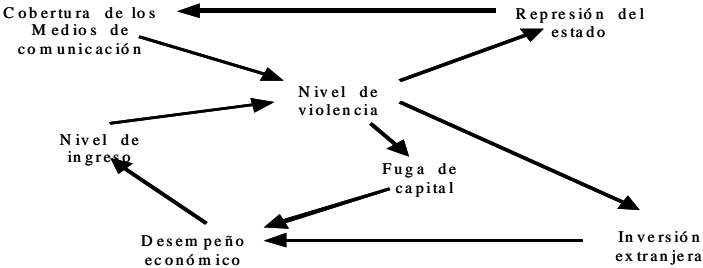 Cobertura de los
Medios de
comunicación
Represión del
estado
Nivel de
violencia
Nivel de
ingreso
Fuga de
capital
Desempeño
económico
Inversión
extranjera